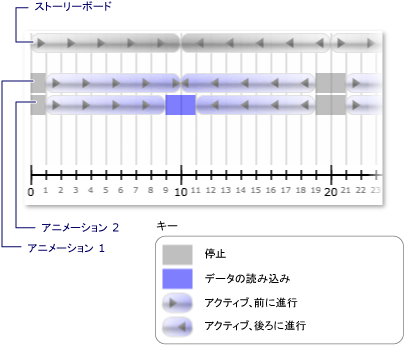 ストーリーボード
0 1 2 3 4 5 6 7 8 9 10 11 12 13 14 15 16 17 18 19 20 21 22 23
アニメーション 2
アニメーション 1
キー
停止
データの読み込み
アクティブ、前に進行
アクティブ、後ろに進行